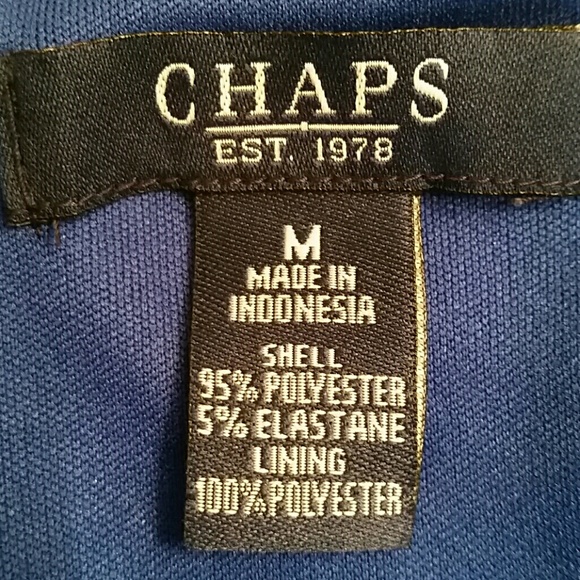 CHAPS
EST. 1978
M
MADE IN
INDONESIA
SHELL
95% POLYESTER
5% ELASTANE
LINING
100% POLYESTER